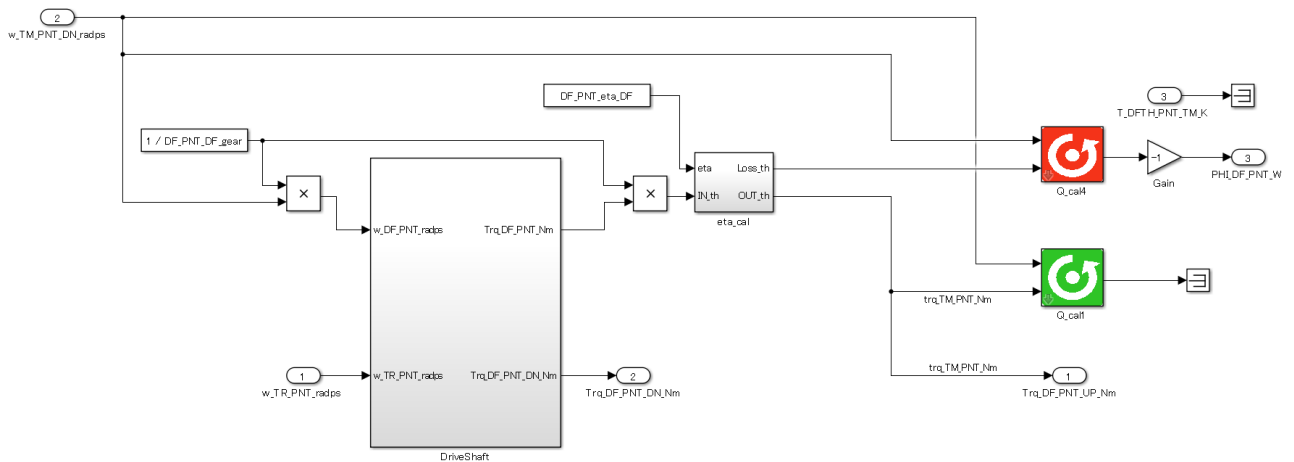 2
w_TM_PNT_DN_radps
DF_PNT_eta_DF
3
T_DFTH_PNT_TM_K
1 / DF_PNT_DF_gear
eta
IN_th
Loss_th
OUT_th
eta_cal
Q_cal4
-1
Gain
3
PHI_DF_PNT_W
×
×
w_DF_PNT_radps
Trq_DF_PNT_Nm
trq_TM_PNT_Nm
Q_cal1
1
w_TR_PNT_radps
w_TR_PNT_radps
Trq_DF_PNT_DN_Nm
2
Trq_DF_PNT_DN_Nm
trq_TM_PNT_Nm
1
Trq_DF_PNT_UP_Nm
DriveShaft